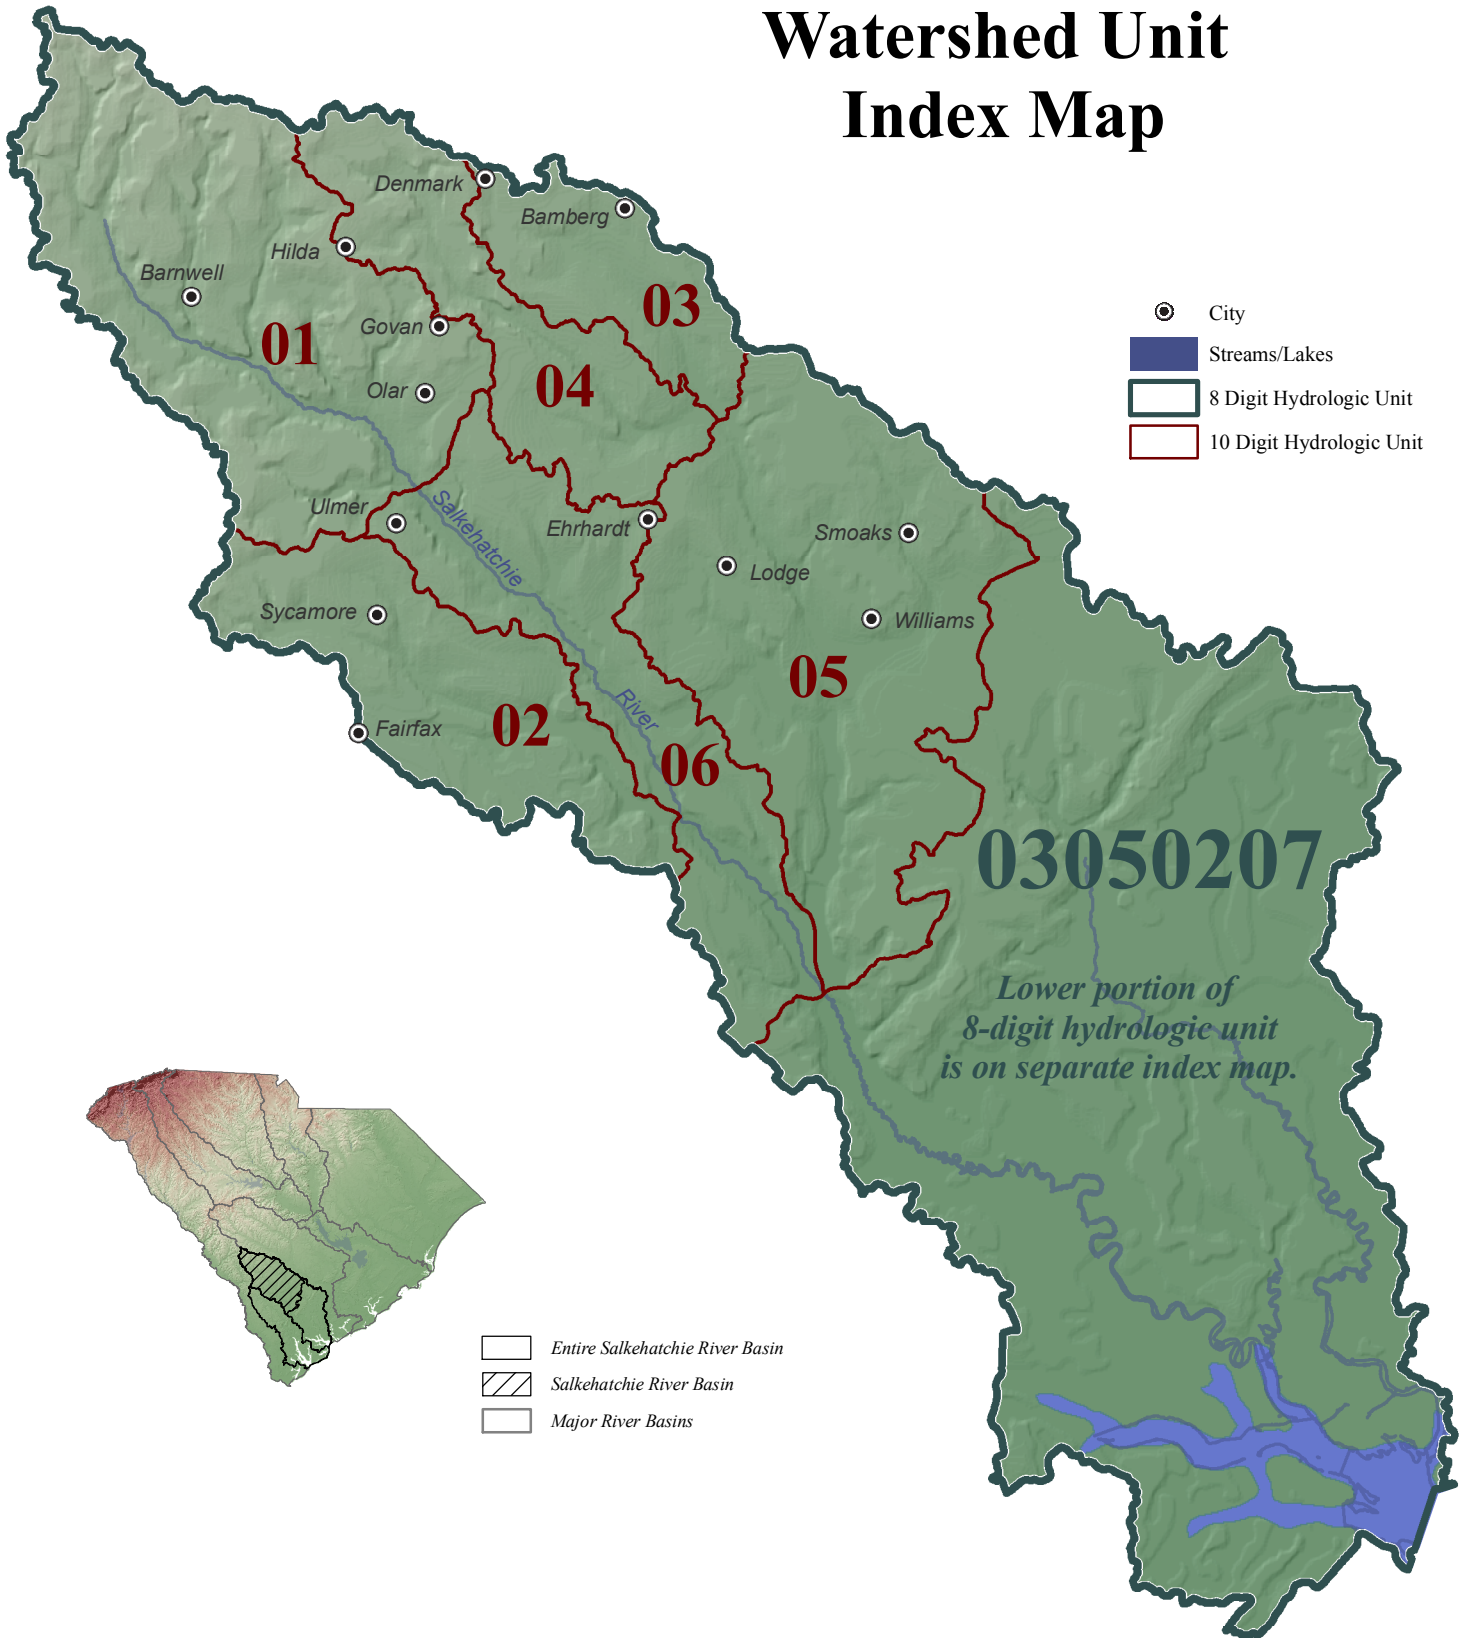 Watershed Unit
Index Map
Denmark
Bamberg
Hilda
Barnwell
03
City
Govan
01
Streams/Lakes
Olar
04
8 Digit Hydrologic Unit
10 Digit Hydrologic Unit
Ulmer
Salkehatchie
Ehrhardt
Smoaks
Lodge
Sycamore
Williams
05
River
02
Fairfax
06
03050207
Lower portion of
8-digit hydrologic unit
is on separate index map.
Entire Salkehatchie River Basin
Salkehatchie River Basin
Major River Basins